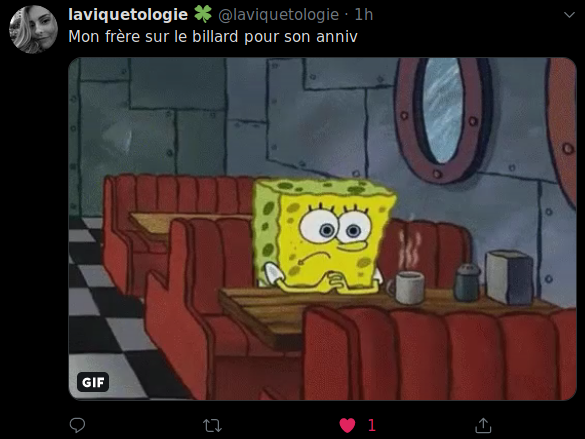 laviquetologie 🍀 @laviquetologie · 1h
Mon frère sur le billard pour son anniv
GIF
1